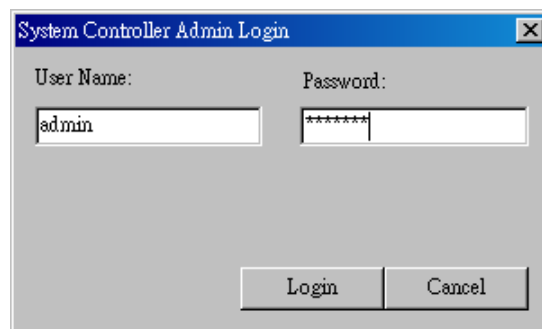 System Controller Admin Login
User Name:
Password:
admin
*******
Login
Cancel